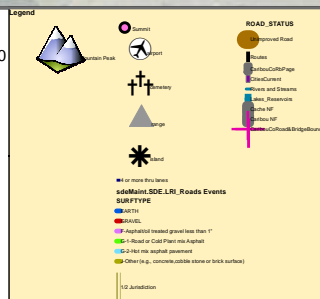 Legend
0
Mountain Peak
Summit
Airport
Cemetery
Range
Island
4 or more thru lanes
sdeMaint.SDE.LRI_Roads Events
SURFTYP
EARTH
GRAVEL
F-Asphalt/oil treated gravel less than 1"
G-1-Road or Cold Plant mix Asphalt
G-2-Hot mix asphalt pavement
J-Other (e.g., concrete,cobble stone or brick surface)
1/2 Jurisdiction
ROAD_STATUS
Unimproved Road
Routes
CaribouCoRbPage
CitiesCurrent
Rivers and Streams
Lakes_Reservoirs
Cache NF
Caribou NF
CaribouCoRoad&BridgeBound